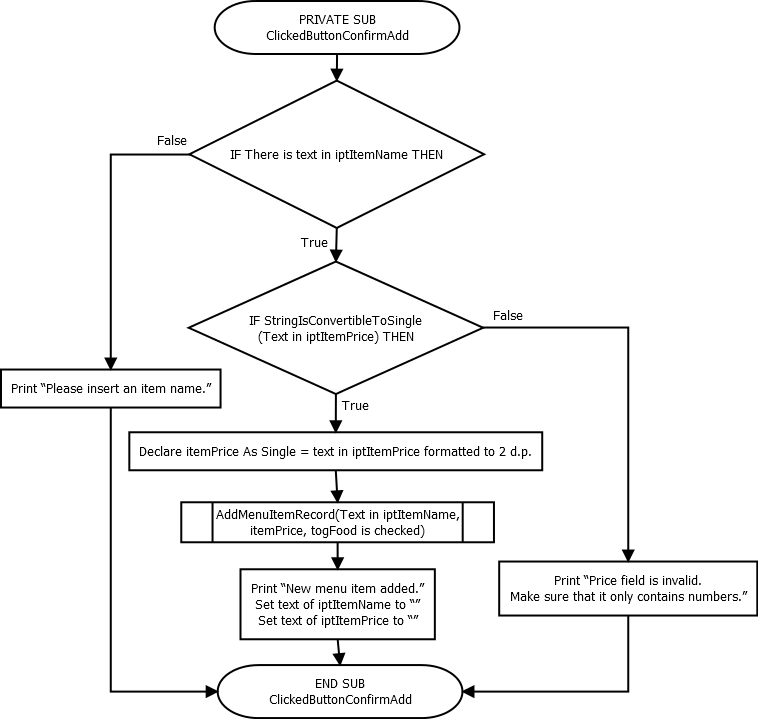 PRIVATE SUB
ClickedButtonConfirmAdd
False
IF There is text in iptItemName THEN
True
IF StringIsConvertibleToSingle
(Text in iptItemPrice) THEN
False
Print “Please insert an item name.”
True
Declare itemPrice As Single = text in iptItemPrice formatted to 2 d.p.
AddMenuItemRecord(Text in iptItemName,
itemPrice, togFood is checked)
Print “New menu item added.”
Set text of iptItemName to “”
Set text of iptItemPrice to “”
Print “Price field is invalid.
Make sure that it only contains numbers.”
END SUB
ClickedButtonConfirmAdd